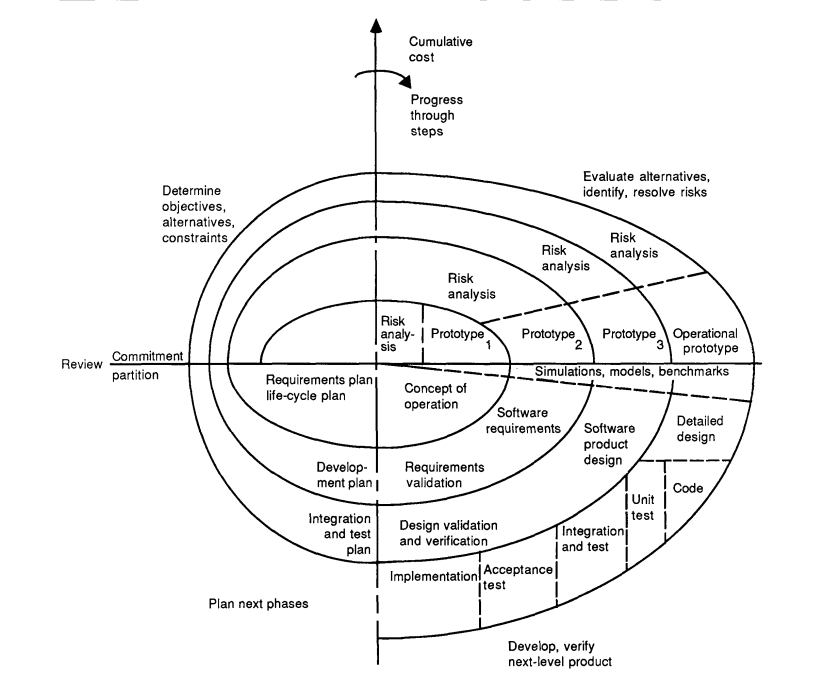 Cumulative
cost
Progress
through
steps
Evaluate alternatives,
identify, resolve risks
Determine
objectives,
alternatives,
constraints
Risk
analysis
Risk
analysis
Risk
analysis
Risk
analy-
sis
Prototype
1
Prototype
2
Prototype
3
Operational
prototype
Review
Commitment
partition
Simulations, models, benchmarks
Requirements plan
life-cycle plan
Concept of
operation
Software
requirements
Software
product
design
Detailed
design
Develop-
ment plan
Requirements
validation
Code
Unit
test
Integration
and test
plan
Design validation
and verification
Integration
and test
Implementation
Acceptance
test
Plan next phases
Develop, verify
next-level product